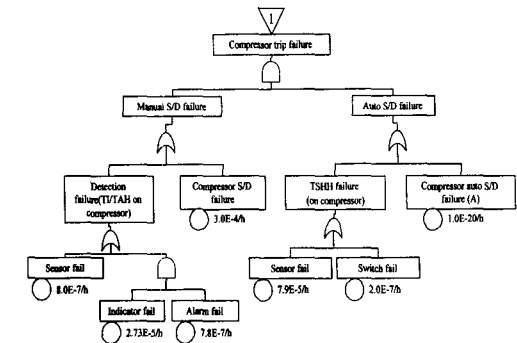 1
Compressor trip failure
Manual S/D failure
Auto S/D failure
Detection
failure(TI/TAH on
compressor)
Compressor S/D
failure
3.0E-4/h
TSHH failure
(on compressor)
Compressor auto S/D
failure (A)
1.0E-20/h
Sensor fail
8.0E-7/h
Sensor fail
7.9E-5/h
Switch fail
2.0E-7/h
Indicator fail
2.73E-5/h
Alarm fail
7.8E-7/h